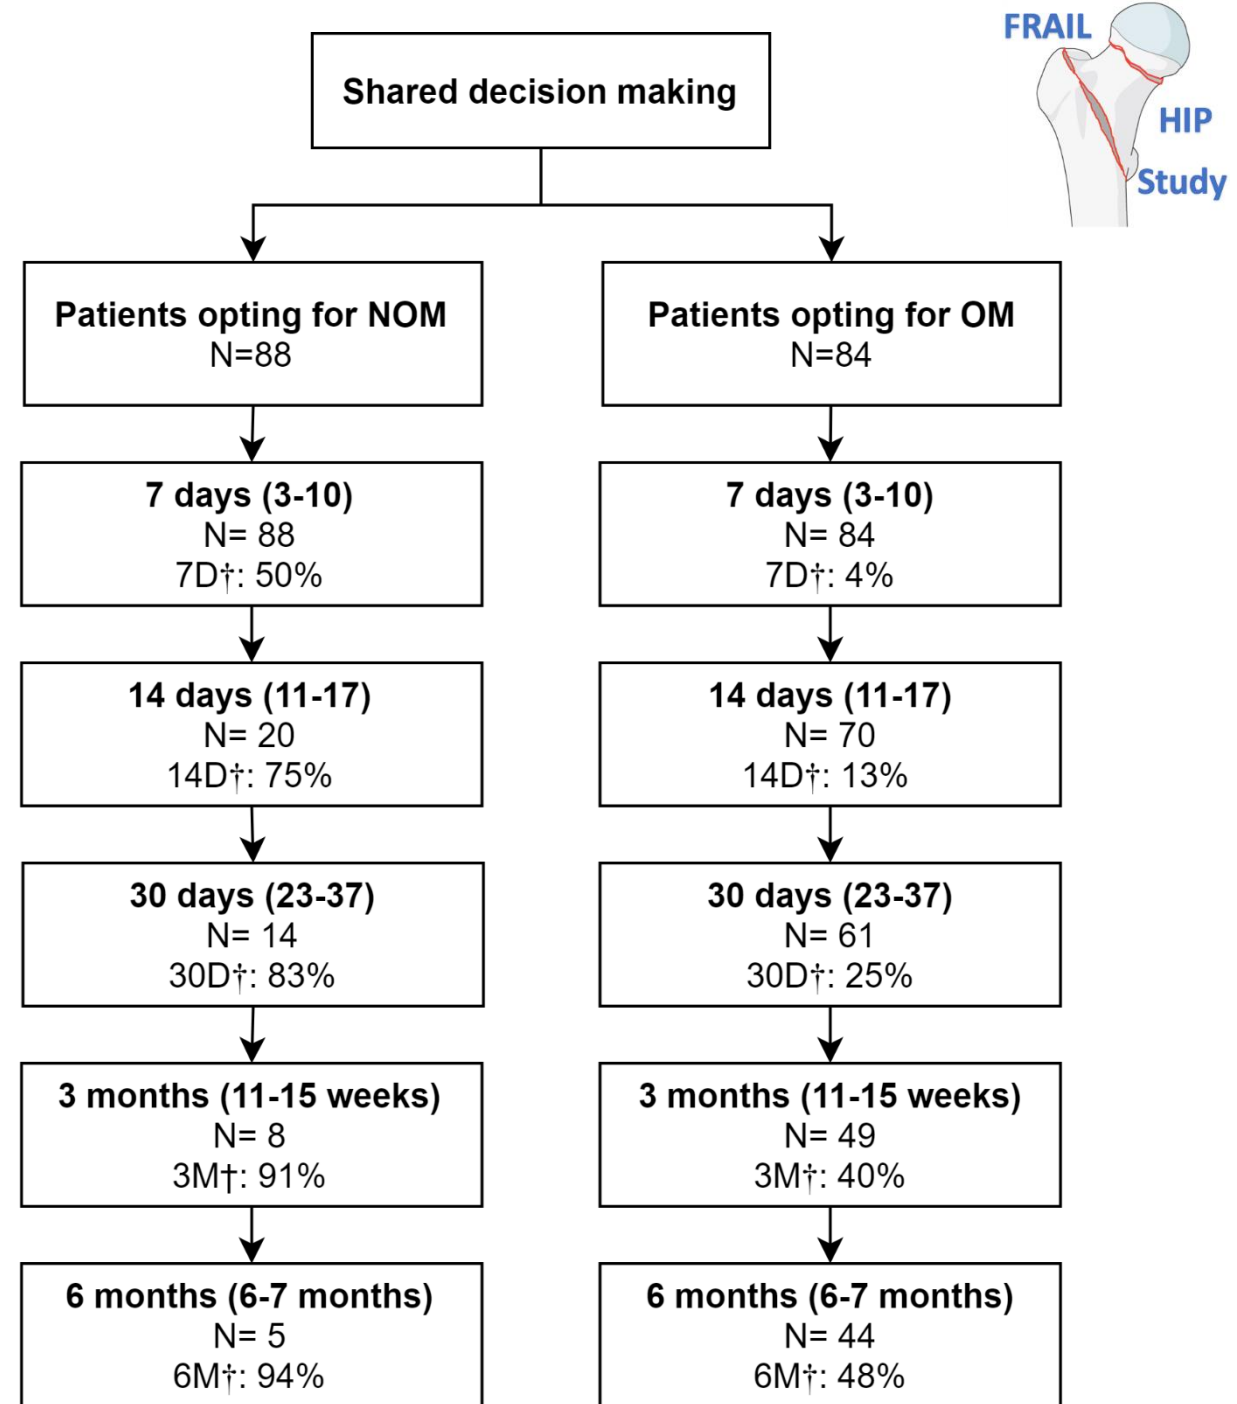 FRAIL
HIP
Study
Shared decision making
Patients opting for NOM
N=88
Patients opting for OM
N=84
7 days (3-10)
N= 88
7D†: 50%
7 days (3-10)
N= 84
7D†: 4%
14 days (11-17)
N= 20
14D†: 75%
14 days (11-17)
N= 70
14D†: 13%
30 days (23-37)
N= 14
30D†: 83%
30 days (23-37)
N= 61
30D†: 25%
3 months (11-15 weeks)
N= 8
3M†: 91%
3 months (11-15 weeks)
N= 49
3M†: 40%
6 months (6-7 months)
N= 5
6M†: 94%
6 months (6-7 months)
N= 44
6M†: 48%